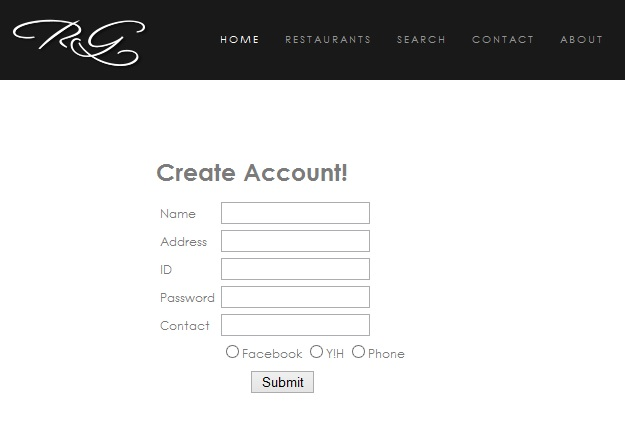 RG HOME RESTAURANTS SEARCH CONTACT ABOUT
Create Account!
Name
Address
ID
Password
Contact
Facebook Y!H Phone
Submit